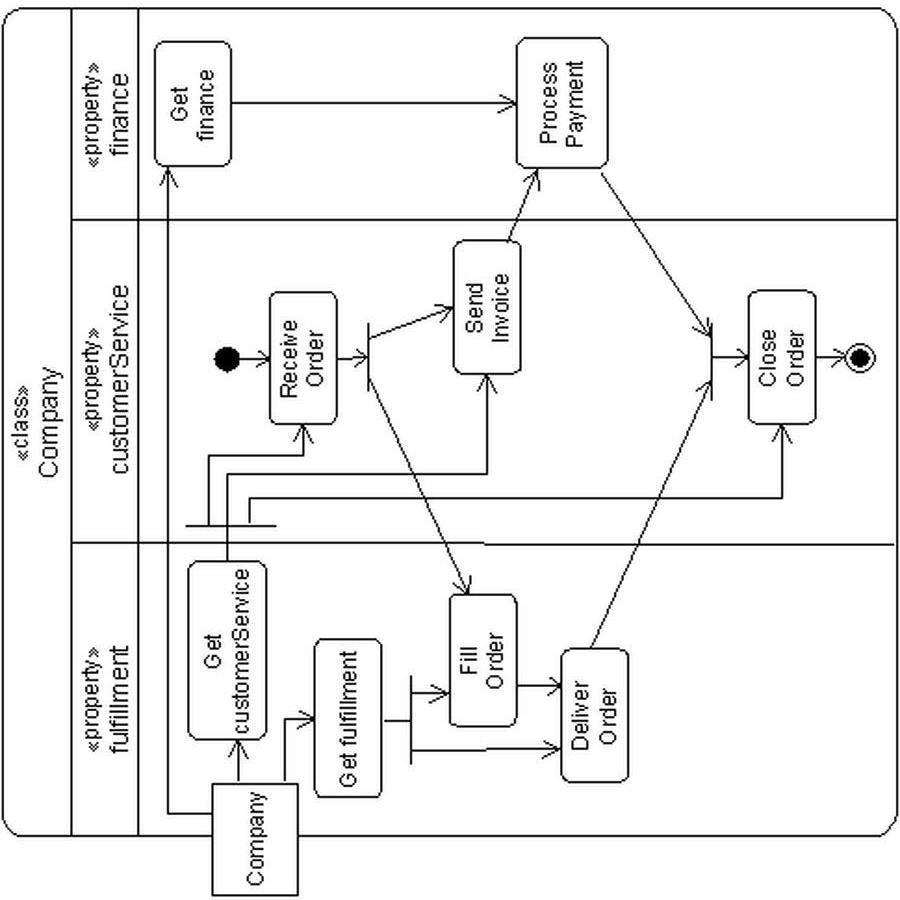 «class»
Company
«property»
fulfillment
«property»
customerService
«property»
finance
Company
Get
customerService
Get fulfillment
Get
finance
Receive
Order
Send
Invoice
Process
Payment
Fill
Order
Deliver
Order
Close
Order